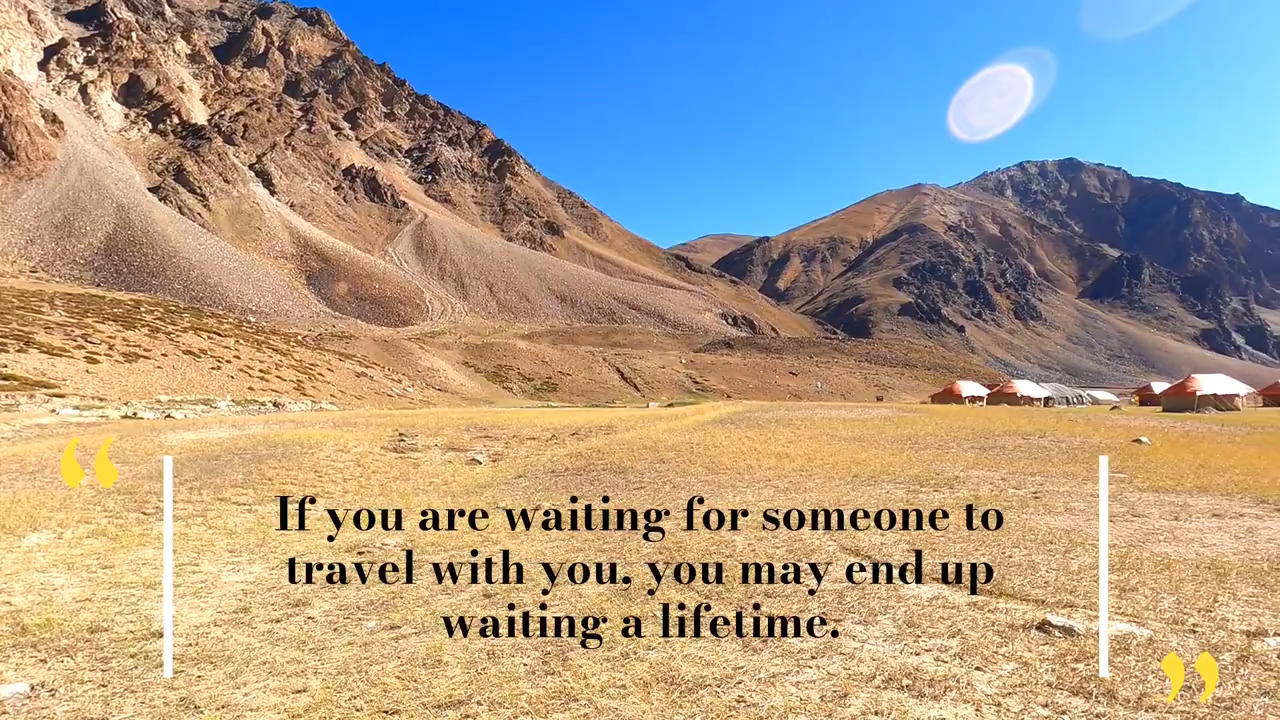 “
If you are waiting for someone to
travel with you, you may end up
waiting a lifetime.
”